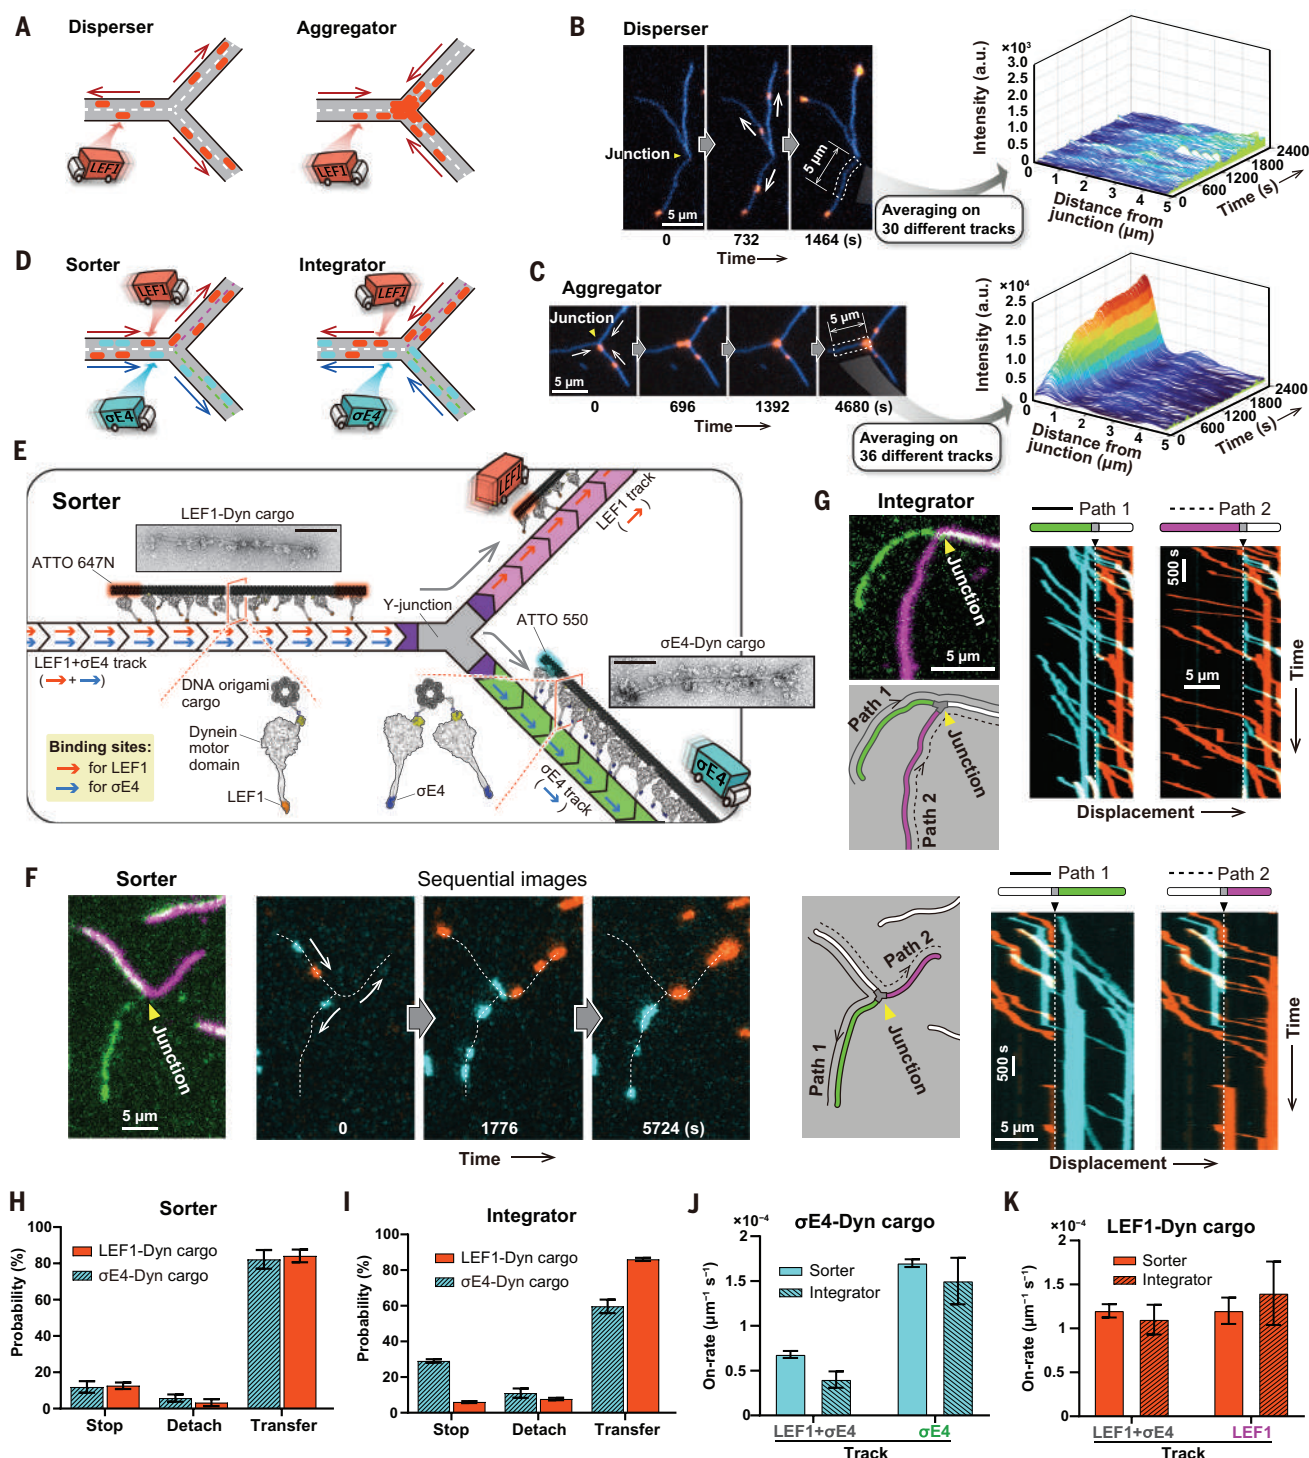 A
Disperser
Aggregator
LEF1
LEF1
B
Disperser
Junction
5 µm
5 µm
0
732
1464 (s)
Time
Averaging on
30 different tracks
×10³
Intensity (a.u.)
3.0
2.5
2.0
1.5
1.0
0.5
0
1
2
3
4
5
Distance from
junction (µm)
0
600
1200
1800
2400
Time (s)
C
Aggregator
Junction
5 µm
5 µm
0
696
1392
4680 (s)
Time
Averaging on
36 different tracks
×10⁴
Intensity (a.u.)
2.5
2.0
1.5
1.0
0.5
0
1
2
3
4
5
Distance from
junction (µm)
0
600
1200
1800
2400
Time (s)
D
Sorter
Integrator
LEF1
LEF1
σE4
σE4
E
Sorter
LEF1-Dyn cargo
ATTO 647N
LEF1
LEF1 track
( )
Y-junction
ATTO 550
σE4-Dyn cargo
LEF1+σE4 track
( + )
DNA origami
cargo
Dynein
motor
domain
LEF1
σE4
σE4 track
( )
σE4
Binding sites:
for LEF1
for σE4
F
Sorter
Junction
5 µm
Sequential images
0
1776
5724 (s)
Time
Path 2
Path 1
Junction
Path 1
Path 2
500 s
5 µm
Displacement
Time
G
Integrator
Junction
5 µm
Path 1
Path 2
Junction
Path 1
Path 2
500 s
5 µm
Displacement
Time
H
Sorter
Probability (%)
100
80
60
40
20
0
LEF1-Dyn cargo
σE4-Dyn cargo
Stop
Detach
Transfer
I
Integrator
Probability (%)
100
80
60
40
20
0
LEF1-Dyn cargo
σE4-Dyn cargo
Stop
Detach
Transfer
J
×10⁻⁴
σE4-Dyn cargo
On-rate (µm⁻¹ s⁻¹)
2
1.5
1
0.5
0
Sorter
Integrator
LEF1+σE4
σE4
Track
K
×10⁻⁴
LEF1-Dyn cargo
On-rate (µm⁻¹ s⁻¹)
2
1.5
1
0.5
0
Sorter
Integrator
LEF1+σE4
LEF1
Track